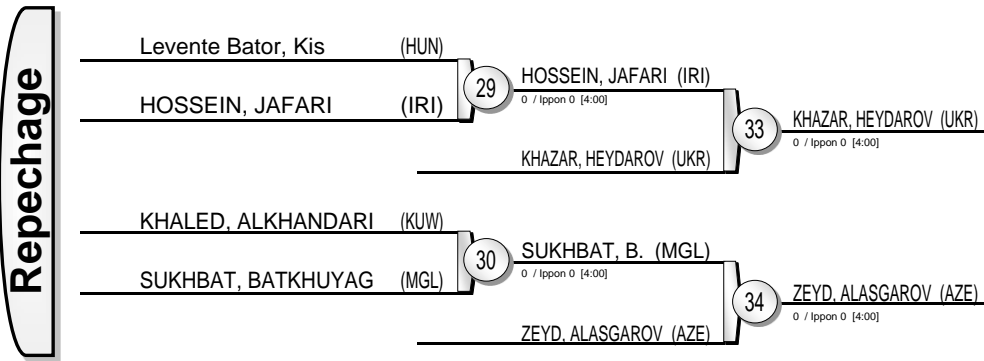 Repechage
Levente Bator, Kis (HUN)
HOSSEIN, JAFARI (IRI)
29
HOSSEIN, JAFARI (IRI)
0 / Ippon 0 [4:00]
KHAZAR, HEYDAROV (UKR)
33
KHAZAR, HEYDAROV (UKR)
0 / Ippon 0 [4:00]
KHALED, ALKHANDARI (KUW)
SUKHBAT, BATKHUYAG (MGL)
30
SUKHBAT, B. (MGL)
0 / Ippon 0 [4:00]
ZEYD, ALASGAROV (AZE)
34
ZEYD, ALASGAROV (AZE)
0 / Ippon 0 [4:00]